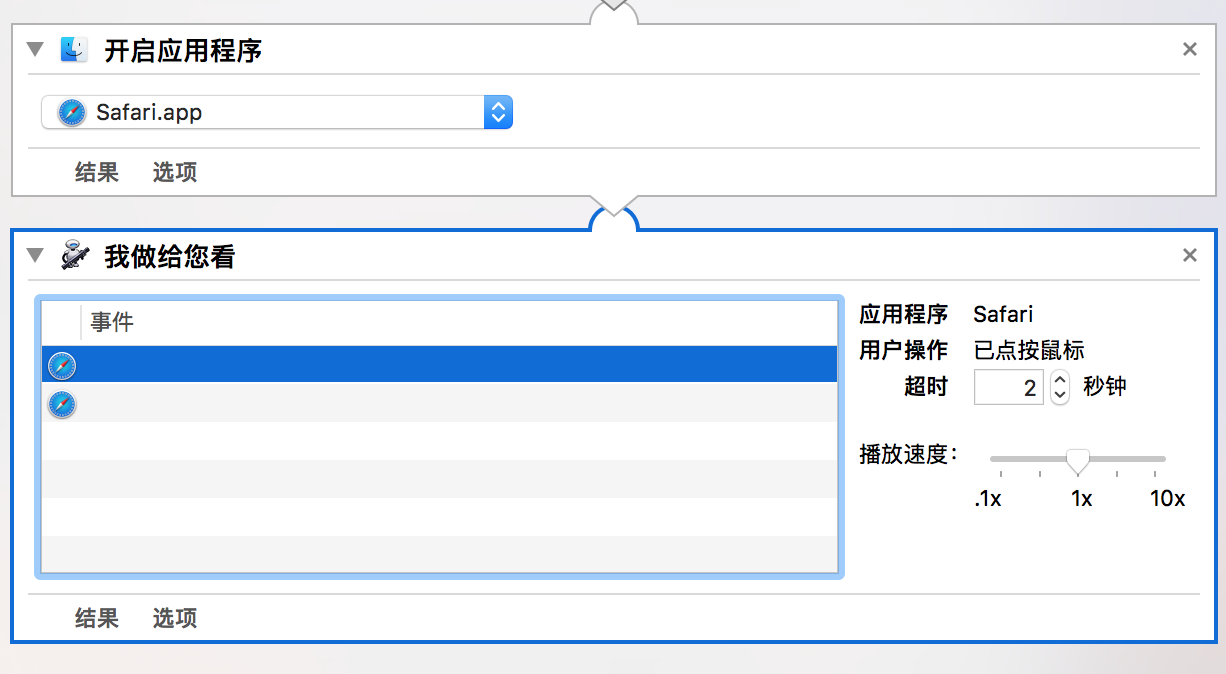 开启应用程序
Safari.app
结果 选项
我做给您看
事件
应用程序 Safari
用户操作 已点按鼠标
超时 2 秒钟
播放速度：
.1x 1x 10x
结果 选项